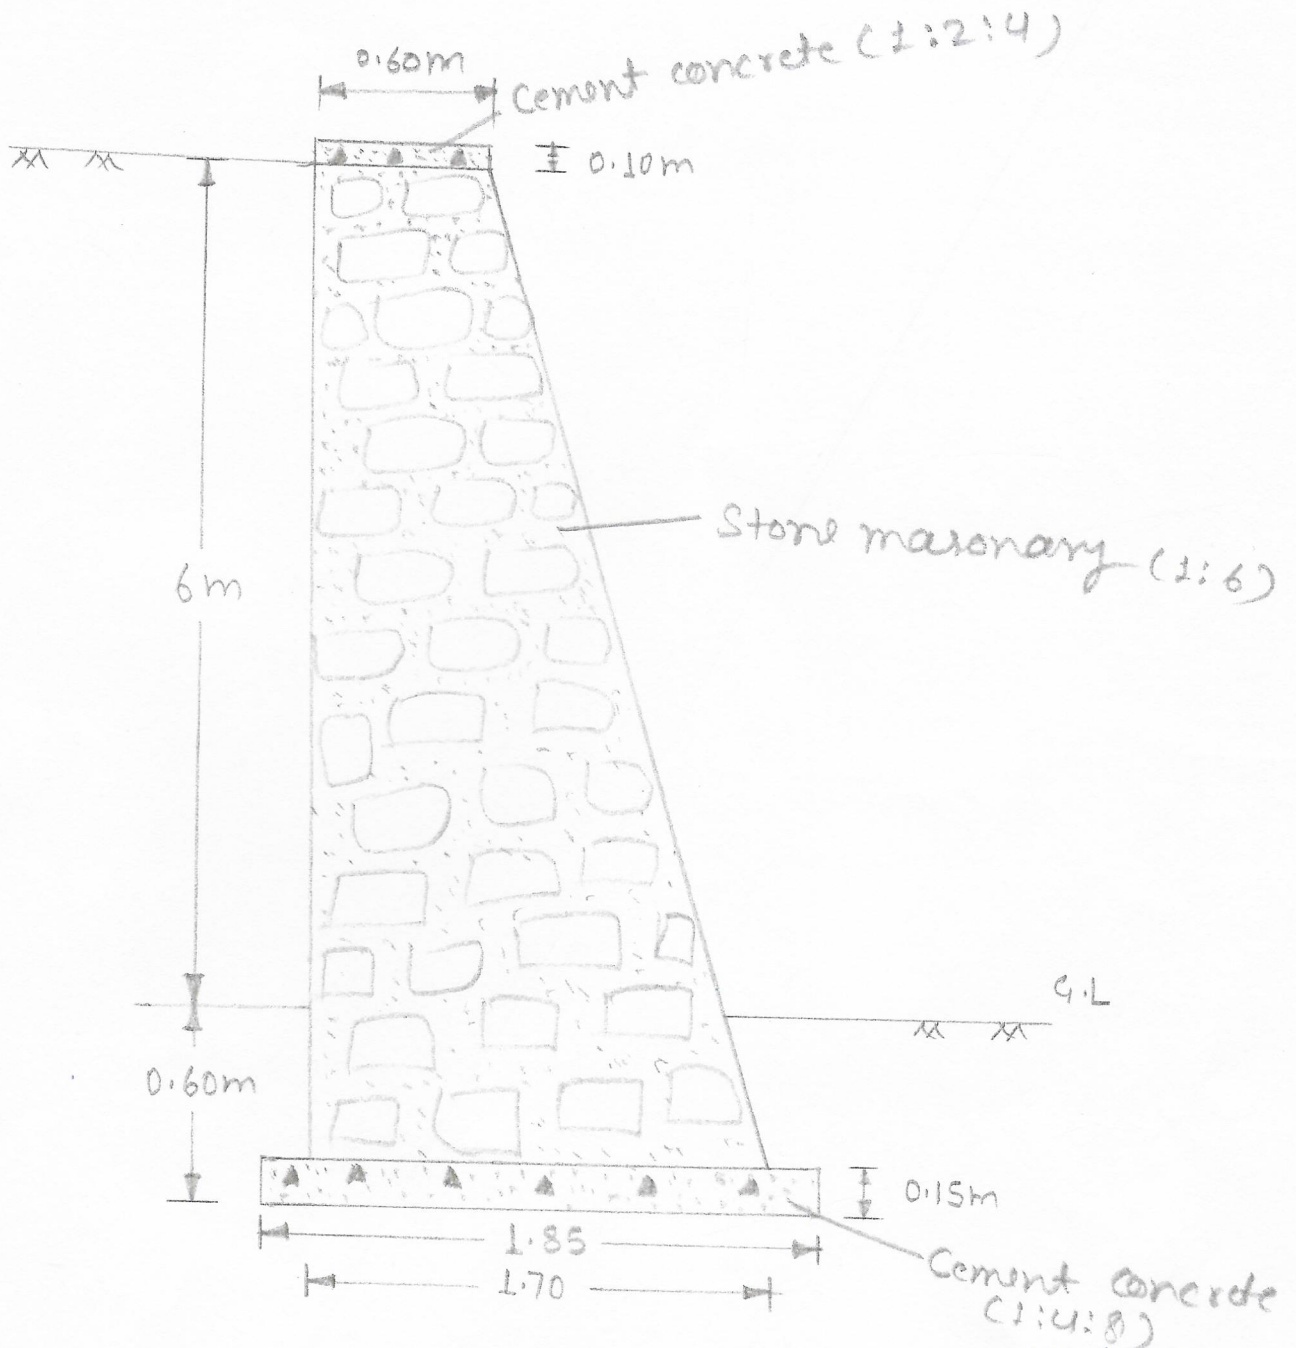 0.60m
Cement concrete (1:2:4)
0.10m
Stone masonary (1:6)
6m
G.L
0.60m
0.15m
1.85
1.70
Cement concrete
(1:4:8)